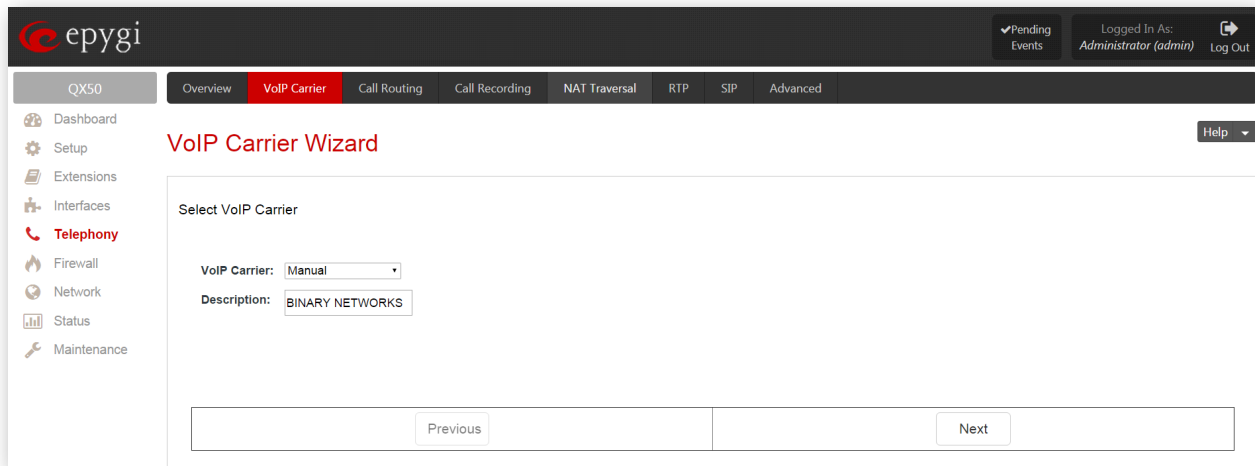 epygi
✔Pending Events
Logged In As:
Administrator (admin)
Log Out
QX50
Overview VoIP Carrier Call Routing Call Recording NAT Traversal RTP SIP Advanced
Dashboard
Setup
Extensions
Interfaces
Telephony
Firewall
Network
Status
Maintenance
VoIP Carrier Wizard
Help
Select VoIP Carrier
VoIP Carrier: Manual
Description: BINARY NETWORKS
Previous Next